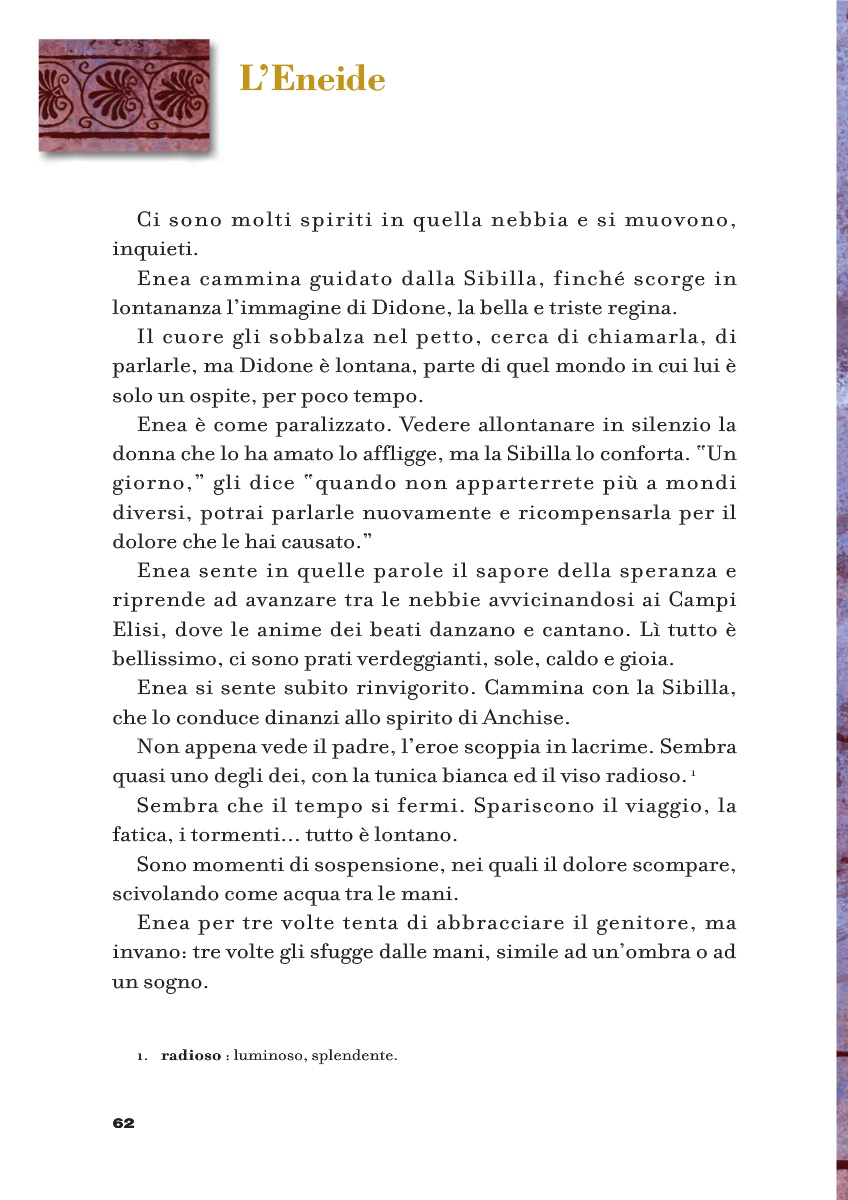 L’Eneide
Ci sono molti spiriti in quella nebbia e si muovono,
inquieti.
Enea cammina guidato dalla Sibilla, finché scorge in
lontananza l’immagine di Didone, la bella e triste regina.
Il cuore gli sobbalza nel petto, cerca di chiamarla, di
parlarle, ma Didone è lontana, parte di quel mondo in cui lui è
solo un ospite, per poco tempo.
Enea è come paralizzato. Vedere allontanare in silenzio la
donna che lo ha amato lo affligge, ma la Sibilla lo conforta. “Un
giorno,” gli dice “quando non apparterrete più a mondi
diversi, potrai parlarle nuovamente e ricompensarla per il
dolore che le hai causato.”
Enea sente in quelle parole il sapore della speranza e
riprende ad avanzare tra le nebbie avvicinandosi ai Campi
Elisi, dove le anime dei beati danzano e cantano. Lì tutto è
bellissimo, ci sono prati verdeggianti, sole, caldo e gioia.
Enea si sente subito rinvigorito. Cammina con la Sibilla,
che lo conduce dinanzi allo spirito di Anchise.
Non appena vede il padre, l’eroe scoppia in lacrime. Sembra
quasi uno degli dei, con la tunica bianca ed il viso radioso. 1
Sembra che il tempo si fermi. Spariscono il viaggio, la
fatica, i tormenti... tutto è lontano.
Sono momenti di sospensione, nei quali il dolore scompare,
scivolando come acqua tra le mani.
Enea per tre volte tenta di abbracciare il genitore, ma
invano: tre volte gli sfugge dalle mani, simile ad un’ombra o ad
un sogno.
1. radioso : luminoso, splendente.
62